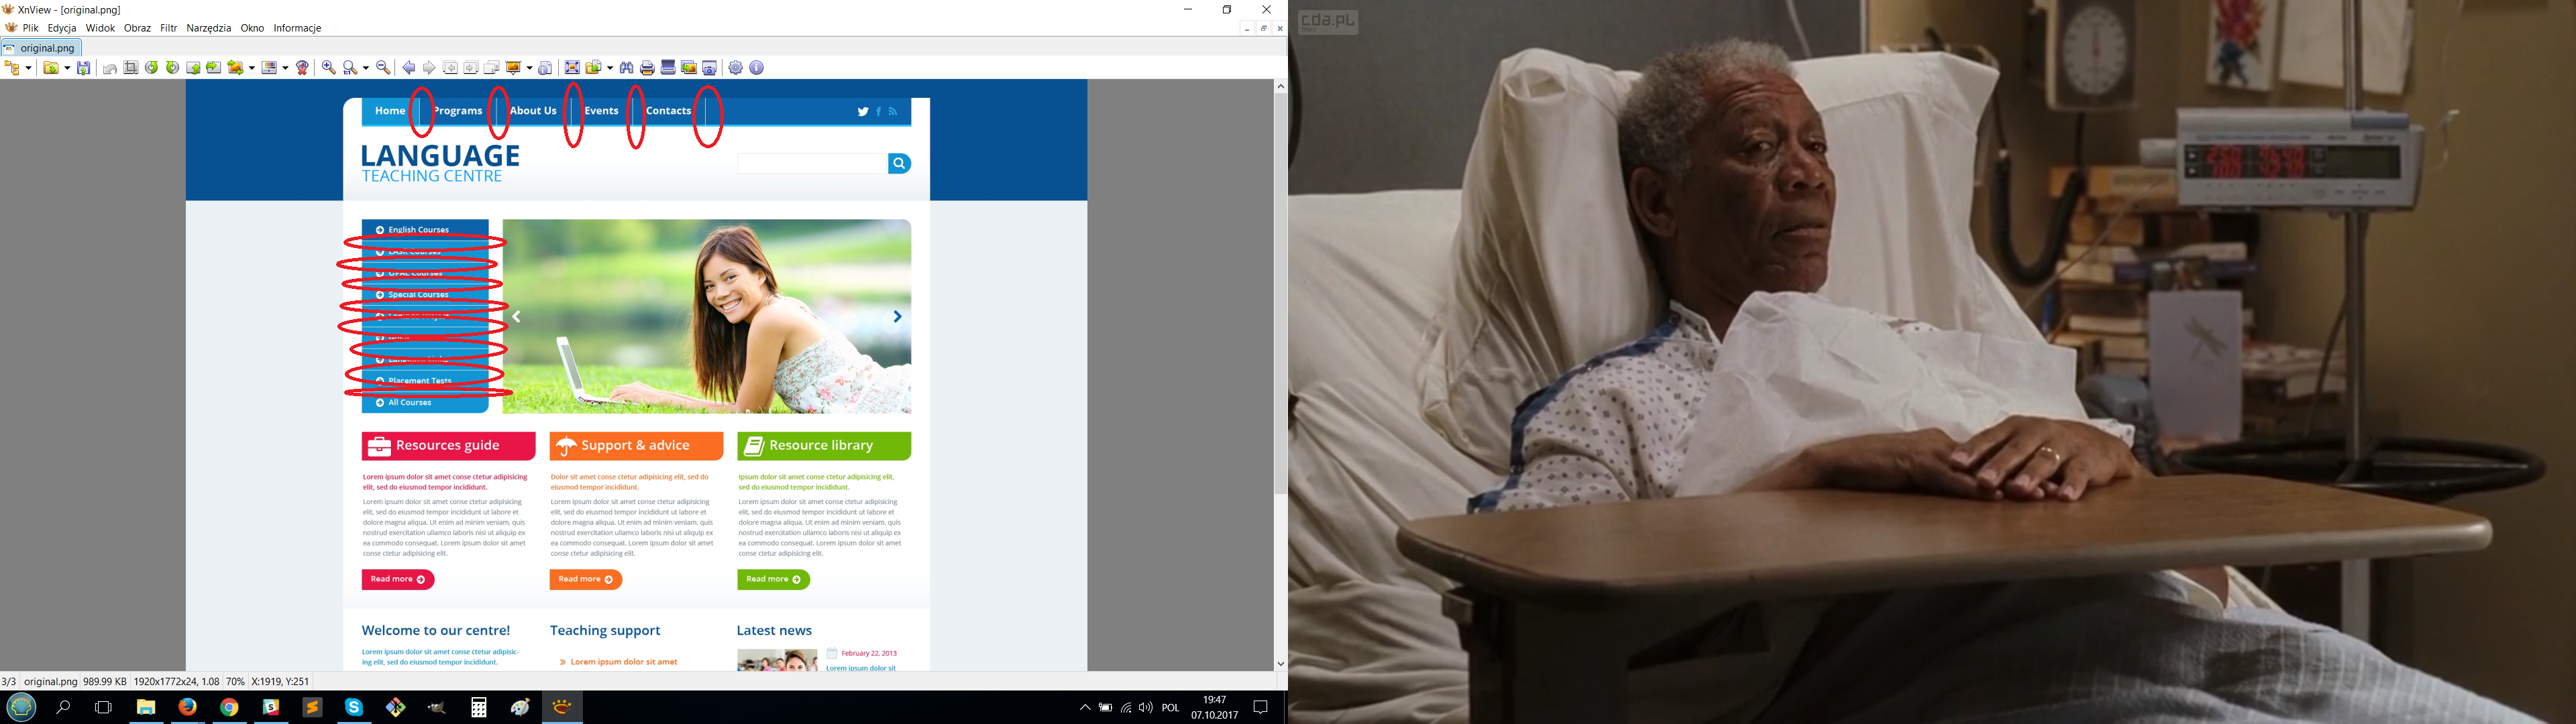 XnView - [original.png]
Plik Edycja Widok Obraz Filtr Narzędzia Okno Informacje
original.png
Home Programs About Us Events Contacts
LANGUAGE
TEACHING CENTRE
English Courses
Special Courses
Placement Tests
All Courses
Resources guide
Lorem ipsum dolor sit amet conse ctetur adipisicing
elit, sed do eiusmod tempor incididunt.
Lorem ipsum dolor sit amet conse ctetur adipisicing
elit, sed do eiusmod tempor incididunt ut labore et
dolore magna aliqua. Ut enim ad minim veniam, quis
nostrud exercitation ullamco laboris nisi ut aliquip ex
ea commodo consequat. Lorem ipsum dolor sit amet
conse ctetur adipisicing elit.
Read more
Support & advice
Dolor sit amet conse ctetur adipisicing elit, sed do
eiusmod tempor incididunt.
Lorem ipsum dolor sit amet conse ctetur adipisicing
elit, sed do eiusmod tempor incididunt ut labore et
dolore magna aliqua. Ut enim ad minim veniam, quis
nostrud exercitation ullamco laboris nisi ut aliquip ex
ea commodo consequat. Lorem ipsum dolor sit amet
conse ctetur adipisicing elit.
Read more
Resource library
Ipsum dolor sit amet conse ctetur adipisicing elit,
sed do eiusmod tempor incididunt.
Lorem ipsum dolor sit amet conse ctetur adipisicing
elit, sed do eiusmod tempor incididunt ut labore et
dolore magna aliqua. Ut enim ad minim veniam, quis
nostrud exercitation ullamco laboris nisi ut aliquip ex
ea commodo consequat. Lorem ipsum dolor sit amet
conse ctetur adipisicing elit.
Read more
Welcome to our centre!
Lorem ipsum dolor sit amet conse ctetur adipisic-
ing elit, sed do eiusmod tempor incididunt.
Teaching support
Lorem ipsum dolor sit amet
Latest news
February 22, 2013
Lorem ipsum dolor sit
3/3 original.png 989.99 KB 1920x1772x24, 1.08 70% X:1919, Y:251
POL
19:47
07.10.2017
cda.pl